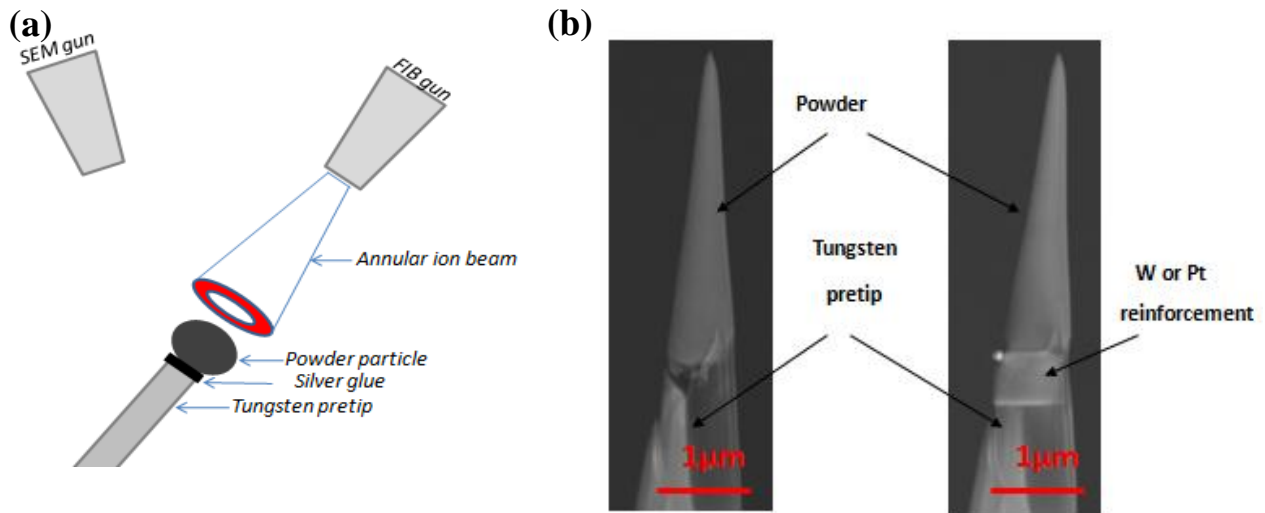 (a)
SEM gun
FIB gun
Annular ion beam
Powder particle
Silver glue
Tungsten pretip
(b)
Powder
Tungsten
pretip
W or Pt
reinforcement
1µm
1µm